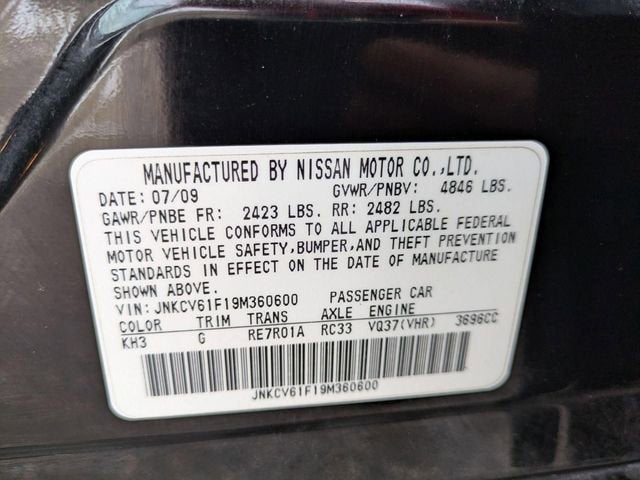 MANUFACTURED BY NISSAN MOTOR CO.,LTD.
DATE: 07/09 GVWR/PNBV: 4846 LBS.
GAWR/PNBE FR: 2423 LBS. RR: 2482 LBS.
THIS VEHICLE CONFORMS TO ALL APPLICABLE FEDERAL
MOTOR VEHICLE SAFETY,BUMPER,AND THEFT PREVENTION
STANDARDS IN EFFECT ON THE DATE OF MANUFACTURE
SHOWN ABOVE.
VIN: JNKCV61F19M360600 PASSENGER CAR
COLOR TRIM TRANS AXLE ENGINE
KH3 G RE7R01A RC33 VQ37(VHR) 3696CC
JNKCV61F19M360600